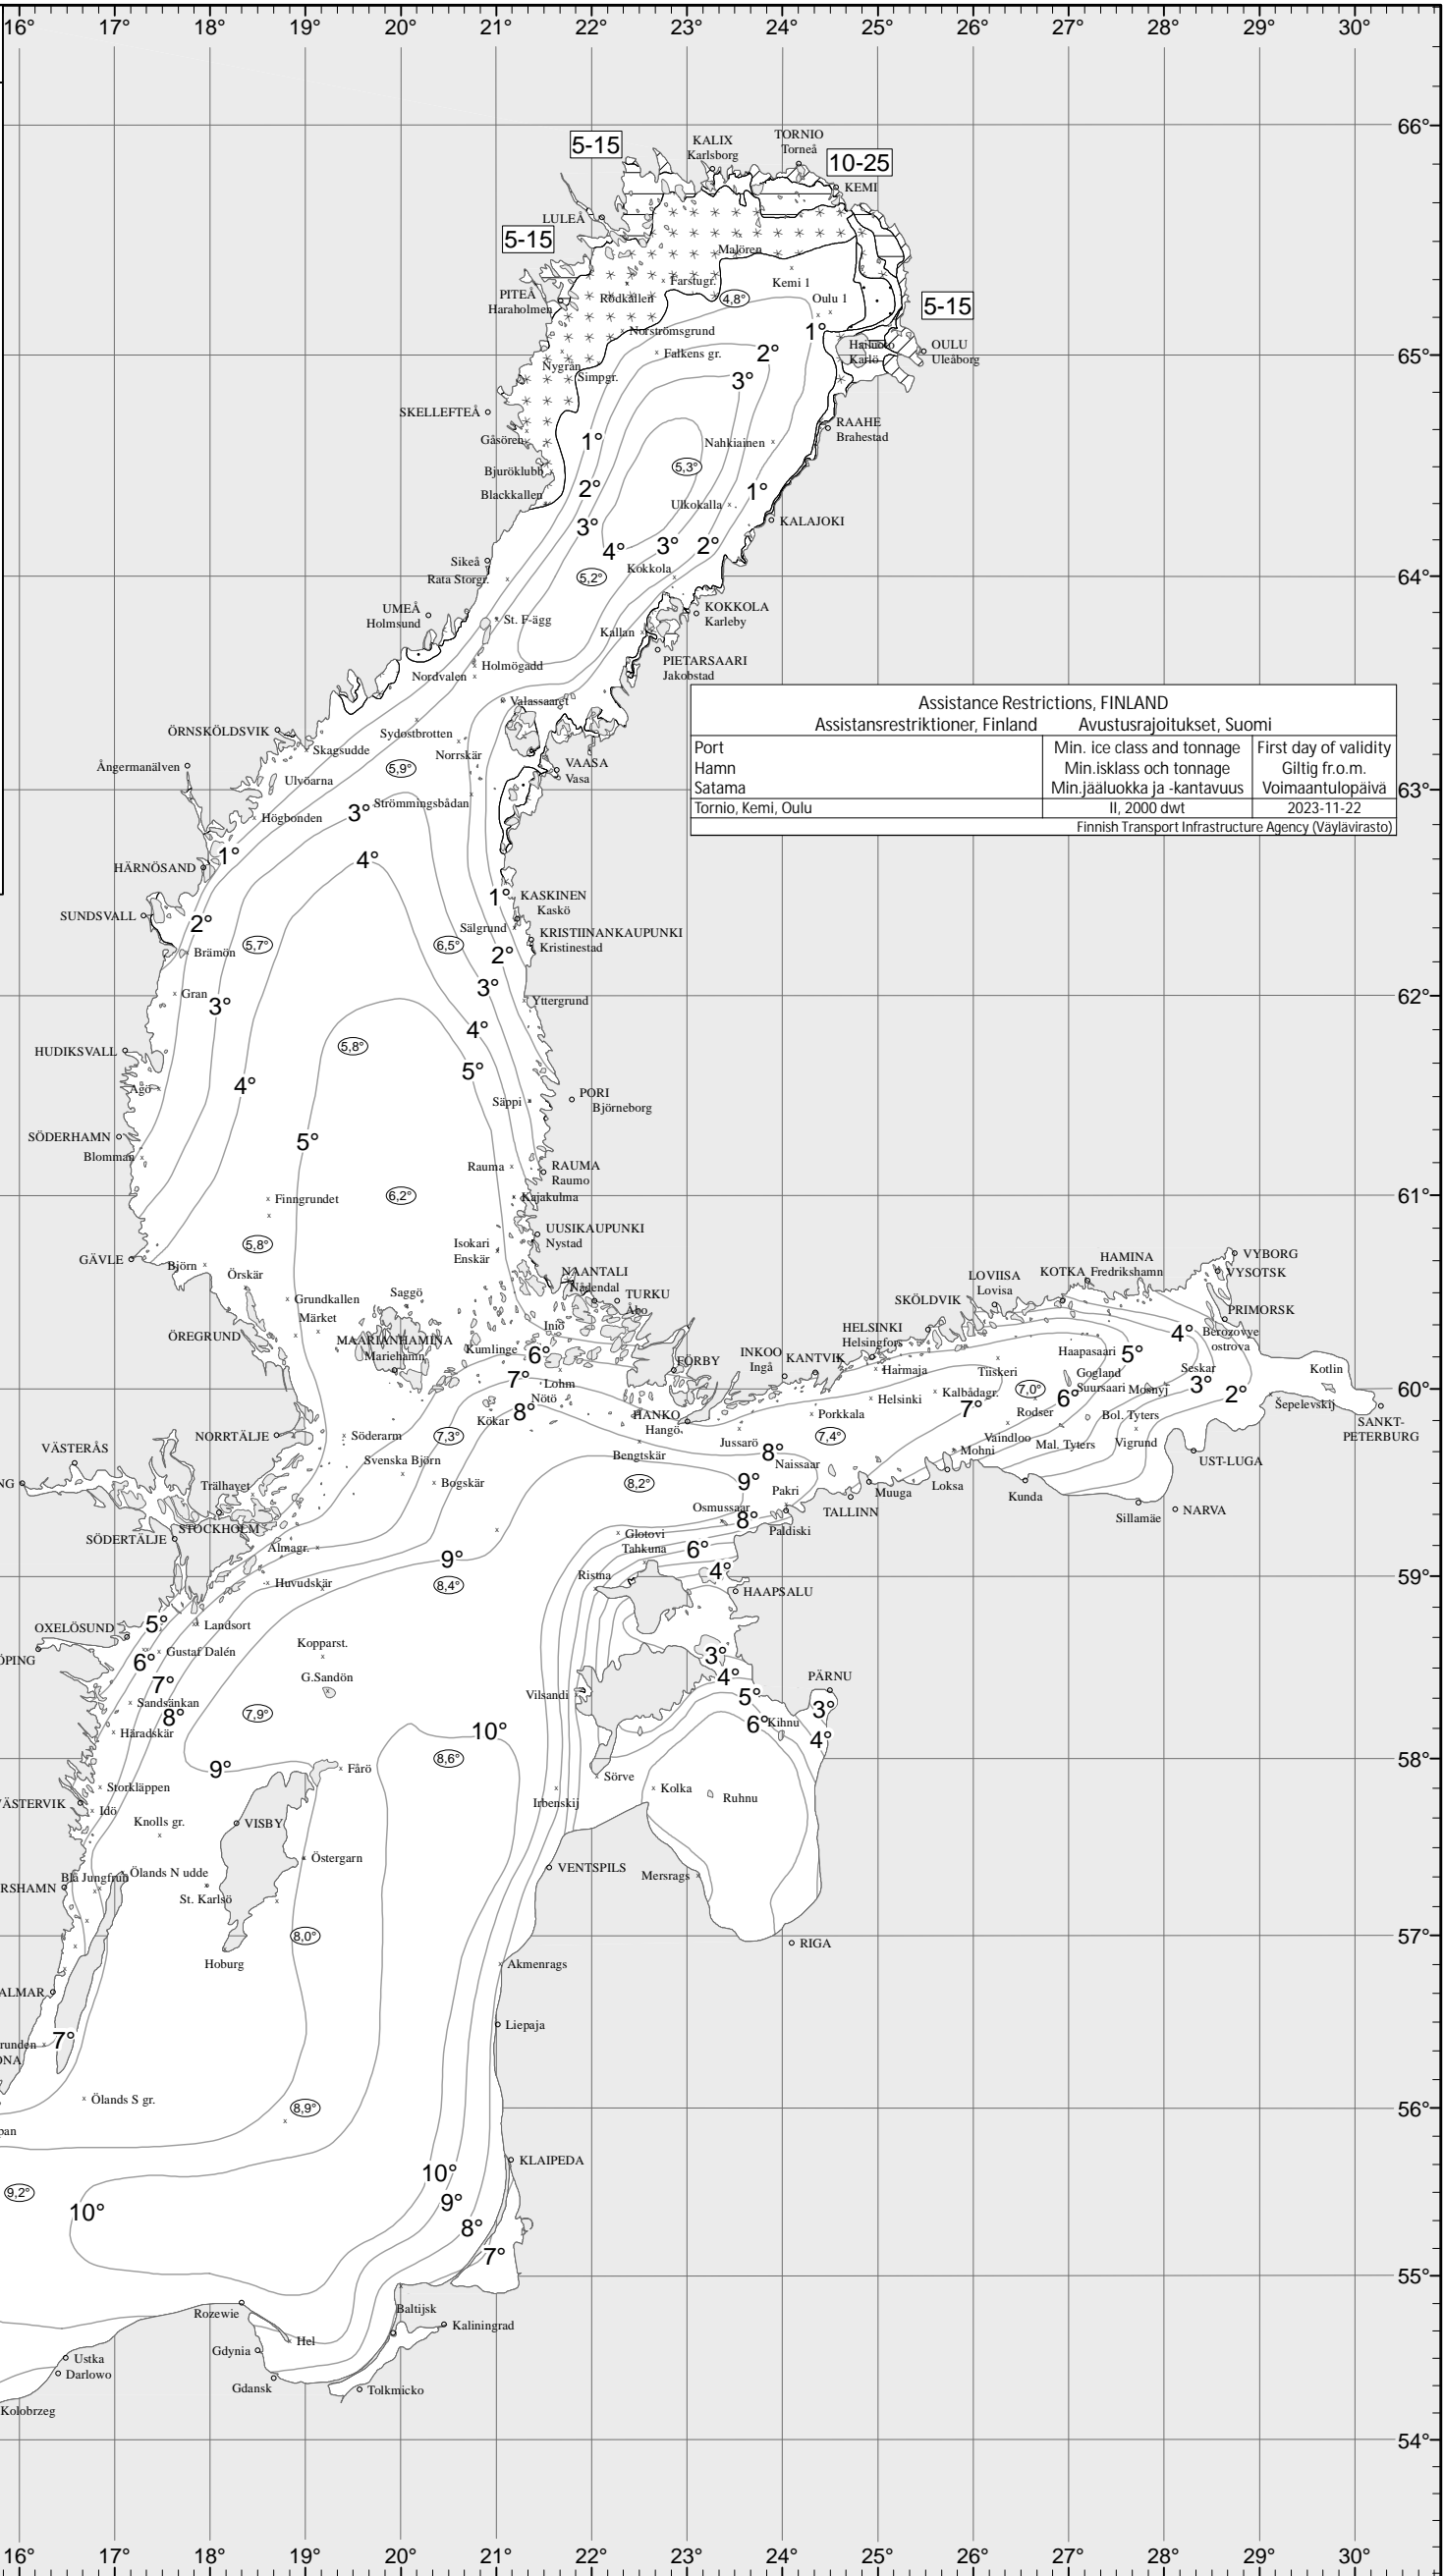 16° 17° 18° 19° 20° 21° 22° 23° 24° 25° 26° 27° 28° 29° 30°
66°
5-15
KALIX
Karlsborg
TORNIO
Torneå
10-25
KEMI
LULEÅ
5-15
Malören
PITEÅ
Haraholmen
Rödkallen
Farstugr.
4,8°
Kemi 1
Oulu 1
5-15
Norströmsgrund
1°
Hailuoto
Karlö
OULU
Uleåborg
65°
Nygrån
Simpgr.
Falkens gr.
2°
3°
SKELLEFTEÅ
Gåsören
1°
Nahkiainen
RAAHE
Brahestad
Bjuröklubb
5,3°
Blackkallen
2°
Ulkokalla
1°
3°
KALAJOKI
4°
3°
2°
Sikeå
Rata Storgr.
5,2°
Kokkola
64°
UMEÅ
Holmsund
St. F-ägg
KOKKOLA
Karleby
Kallan
Holmögadd
Nordvalen
PIETARSAARI
Jakobstad
Valassaaret
Assistance Restrictions, FINLAND
Assistansrestriktioner, Finland Avustusrajoitukset, Suomi
Port Min. ice class and tonnage First day of validity
Hamn Min.isklass och tonnage Giltig fr.o.m.
Satama Min.jääluokka ja -kantavuus Voimaantulopäivä
Tornio, Kemi, Oulu II, 2000 dwt 2023-11-22
Finnish Transport Infrastructure Agency (Väylävirasto)
ÖRNSKÖLDSVIK
Skagsudde
Sydostbrotten
Norrskär
Ångermanälven
Ulvöarna
5,9°
VAASA
Vasa
63°
Högbonden
3°
Strömmingsbådan
1°
4°
HÄRNÖSAND
1°
KASKINEN
Kaskö
SUNDSVALL
2°
Sälgrund
KRISTIINANKAUPUNKI
Kristinestad
Brämön
5,7°
6,5°
2°
Gran
3°
3°
Yttergrund
62°
4°
HUDIKSVALL
5,8°
5°
Agö
4°
Säppi
PORI
Björneborg
SÖDERHAMN
Blomman
5°
Rauma
RAUMA
Raumo
Finngrundet
6,2°
Kajakulma
61°
5,8°
Isokari
Enskär
UUSIKAUPUNKI
Nystad
GÄVLE
Björn
Örskär
NAANTALI
Nådendal
TURKU
Åbo
Grundkallen
Saggö
Märket
ÖREGRUND
MAARIANHAMINA
Mariehamn
Iniö
Kumlinge
6°
FÖRBY
INKOO
Ingå
KANTVIK
HELSINKI
Helsingfors
SKÖLDVIK
LOVIISA
Lovisa
KOTKA
HAMINA
Fredrikshamn
VYBORG
VYSOTSK
PRIMORSK
Berozovye
ostrova
4°
5°
Haapasaari
Harmaja
Tiiskeri
Gogland
Suursaari
Seskar
Kotlin
7°
Lohm
Nötö
Helsinki
Kalbådagr.
7,0°
6°
Mosnyj
3°
2°
60°
Sepelevskij
SANKT-
PETERBURG
Kökar
8°
HANKO
Hangö
Porkkala
7°
Rodser
Bol. Tyters
Jussarö
7,4°
Vaindloo
Mal. Tyters
Vigrund
NORRTÄLJE
Söderarm
7,3°
Bengtskär
8°
Naissaar
Mohni
UST-LUGA
VÄSTERÅS
Svenska Björn
Bogskär
8,2°
9°
Pakri
NG
Trälhavet
Muuga
Loksa
Kunda
Osmussaar
8°
TALLINN
Sillamäe
NARVA
STOCKHOLM
SÖDERTÄLJE
Glotovi
Tahkuna
Paldiski
Almagr.
9°
6°
Huvudskär
8,4°
Ristna
4°
59°
HAAPSALU
OXELÖSUND
5°
Landsort
ÖPING
6°
Gustaf Dalén
Kopparst.
3°
7°
G.Sandön
4°
PÄRNU
Sandsänkan
Vilsandi
5°
3°
8°
7,9°
6°
Kihnu
Häradskär
10°
4°
9°
8,6°
58°
Fårö
Sörve
Storkläppen
Irbenskij
Kolka
Ruhnu
VÄSTERVIK
Idö
Knolls gr.
VISBY
Östergarn
VENTSPILS
Blå Jungfrun
Ölands N udde
Mersrags
RSHAMN
St. Karlsö
8,0°
57°
RIGA
Hoburg
Akmenrags
ALMAR
Liepaja
runden
7°
ONA
Ölands S gr.
8,9°
56°
pan
KLAIPEDA
9,2°
10°
10°
9°
8°
7°
55°
Rozewie
Baltijsk
Kaliningrad
Hel
Gdynia
Ustka
Darlowo
Gdansk
Tolkmicko
Kolobrzeg
54°
16° 17° 18° 19° 20° 21° 22° 23° 24° 25° 26° 27° 28° 29° 30°